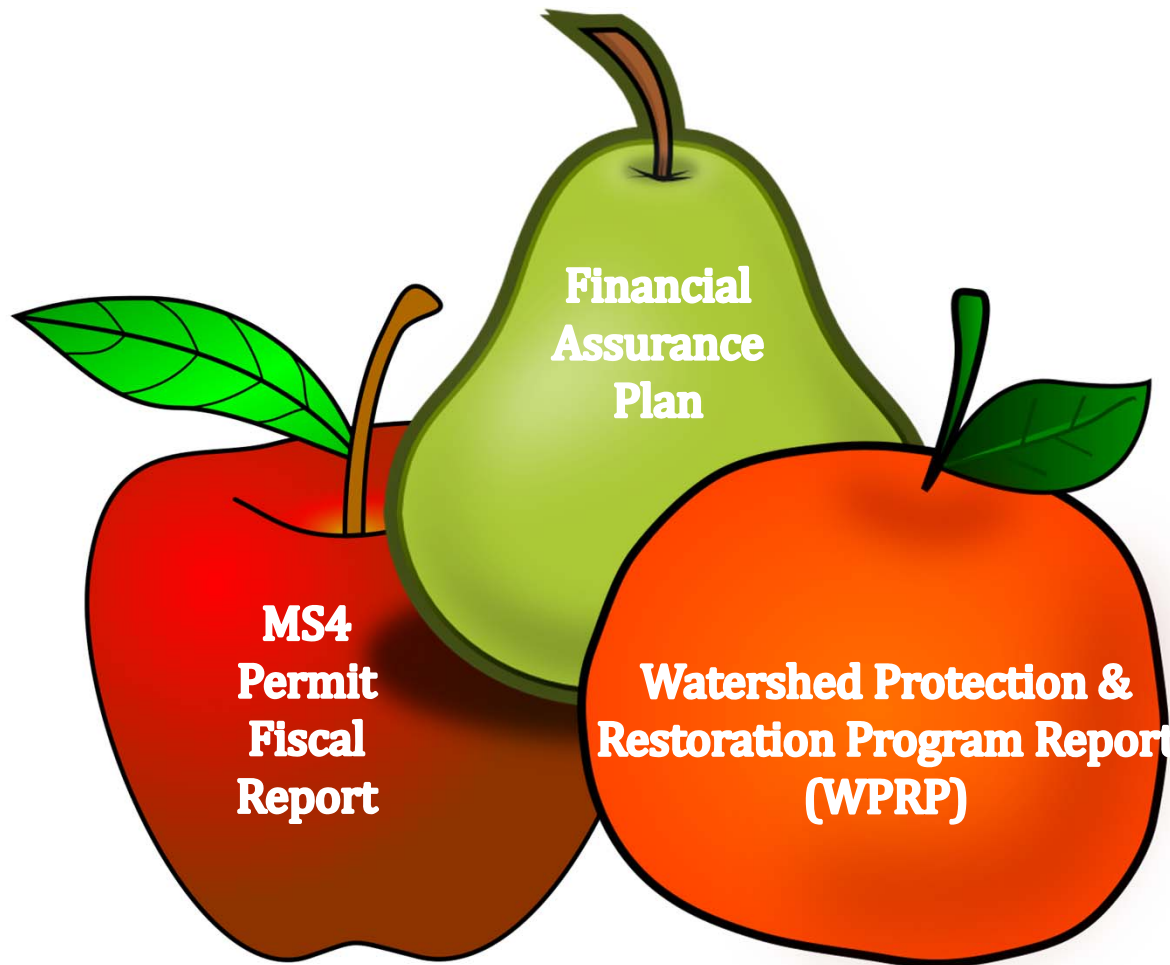 Financial
Assurance
Plan
MS4
Permit
Fiscal
Report
Watershed Protection &
Restoration Program Report
(WPRP)